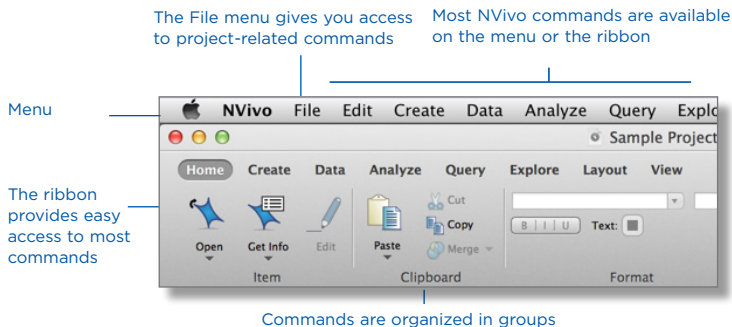 The File menu gives you access
to project-related commands
Most NVivo commands are available
on the menu or the ribbon
Menu
NVivo File Edit Create Data Analyze Query Explo
Sample Project
Home Create Data Analyze Query Explore Layout View
The ribbon
provides easy
access to most
commands
Cut
Copy
Merge
B I U Text:
Open Get Info Edit Paste
Item Clipboard Format
Commands are organized in groups